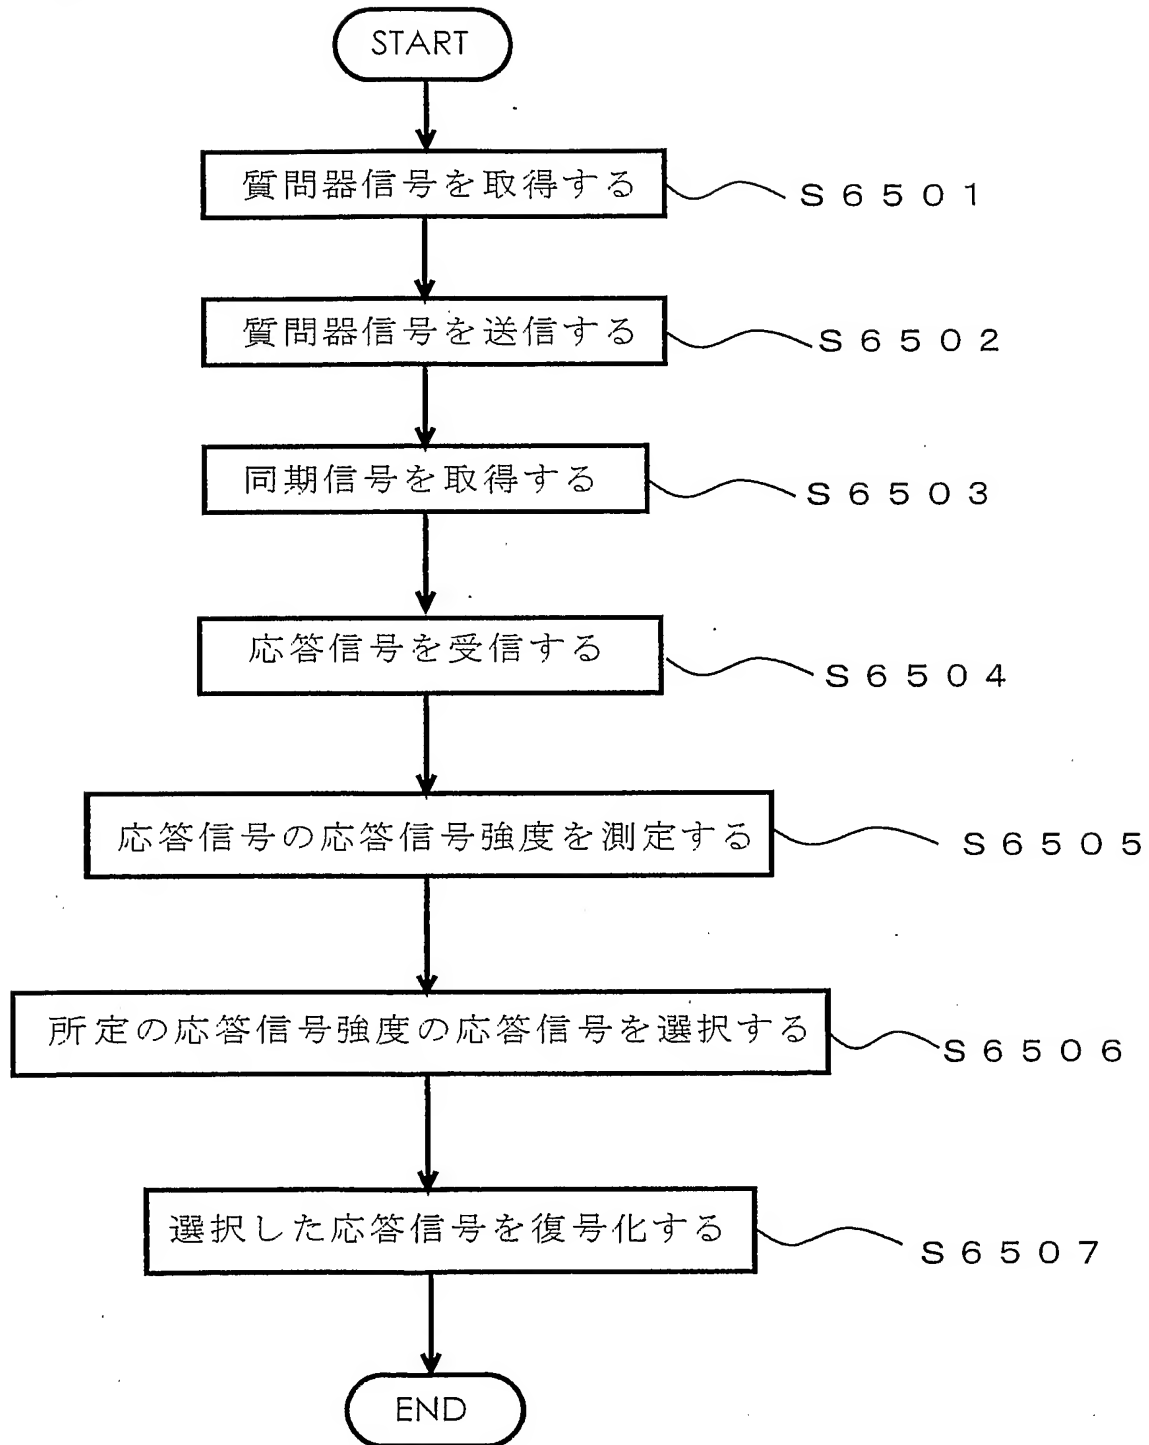 START
質問器信号を取得する
S6501
質問器信号を送信する
S6502
同期信号を取得する
S6503
応答信号を受信する
S6504
応答信号の応答信号強度を測定する
S6505
所定の応答信号強度の応答信号を選択する
S6506
選択した応答信号を復号化する
S6507
END